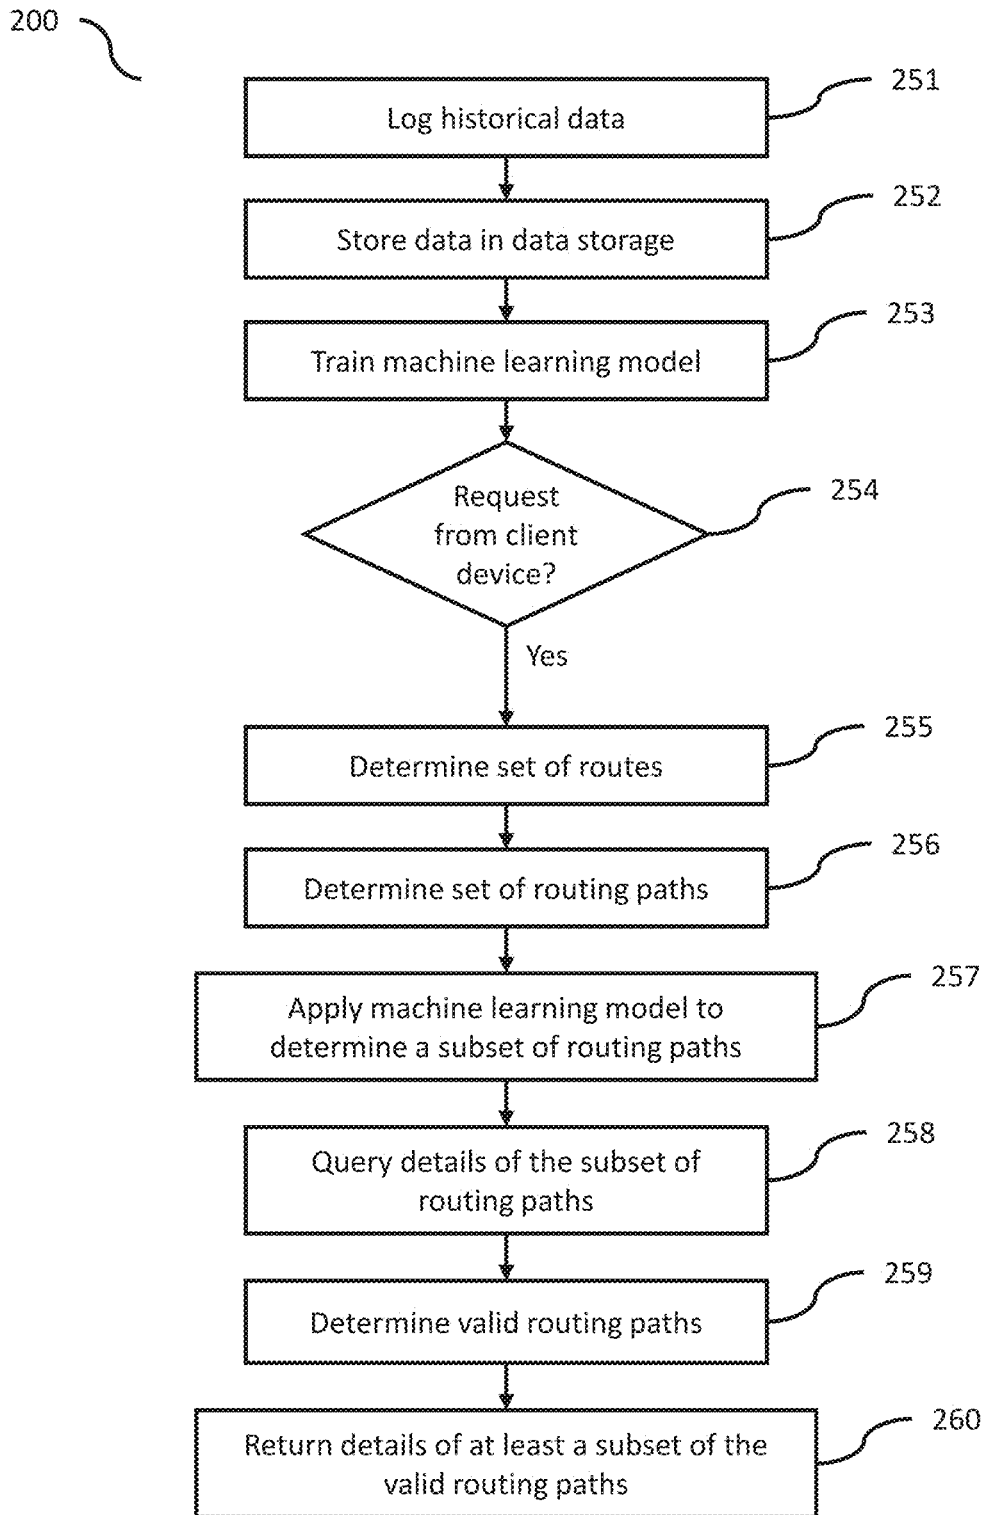 200
251
Log historical data
252
Store data in data storage
253
Train machine learning model
254
Request
from client
device?
Yes
255
Determine set of routes
256
Determine set of routing paths
257
Apply machine learning model to
determine a subset of routing paths
258
Query details of the subset of
routing paths
259
Determine valid routing paths
260
Return details of at least a subset of the
valid routing paths